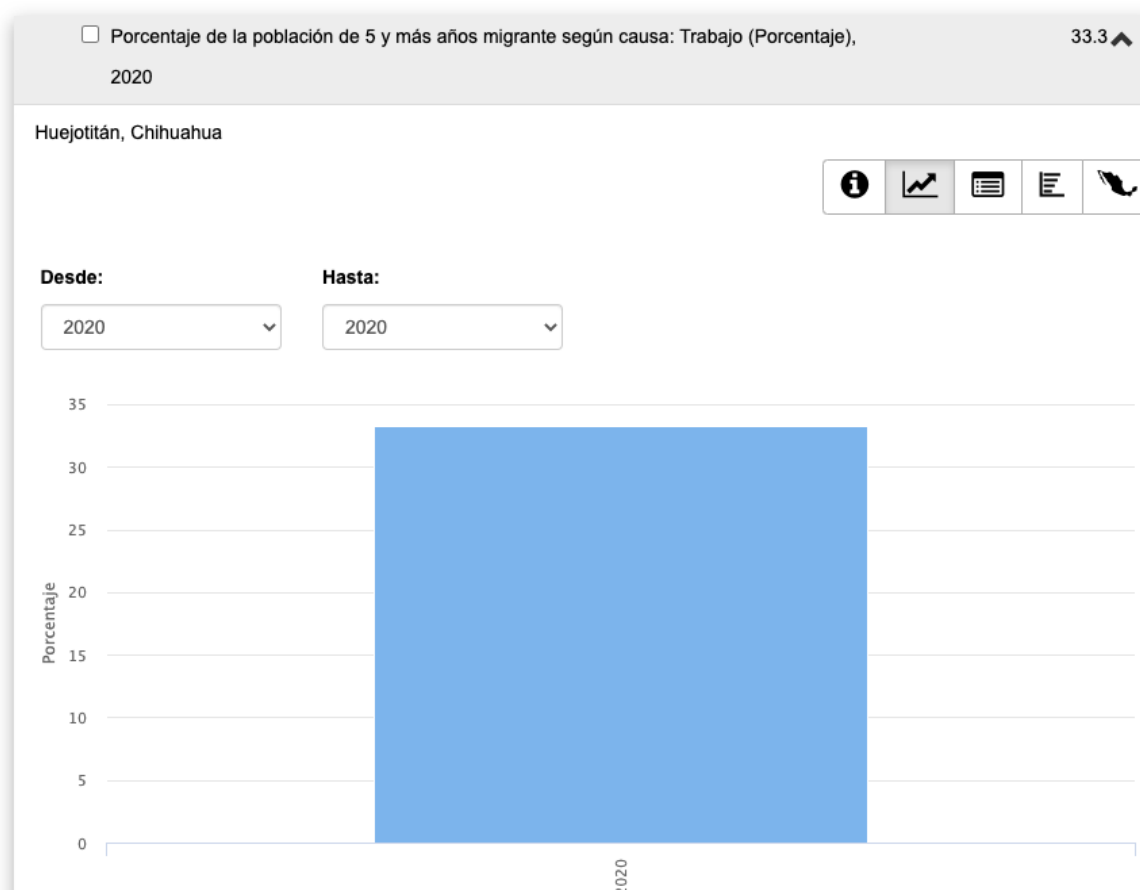 Porcentaje de la población de 5 y más años migrante según causa: Trabajo (Porcentaje),
33.3
2020
Huejotitán, Chihuahua
Desde:
Hasta:
2020
2020
35
30
25
20
15
10
5
0
Porcentaje
2020